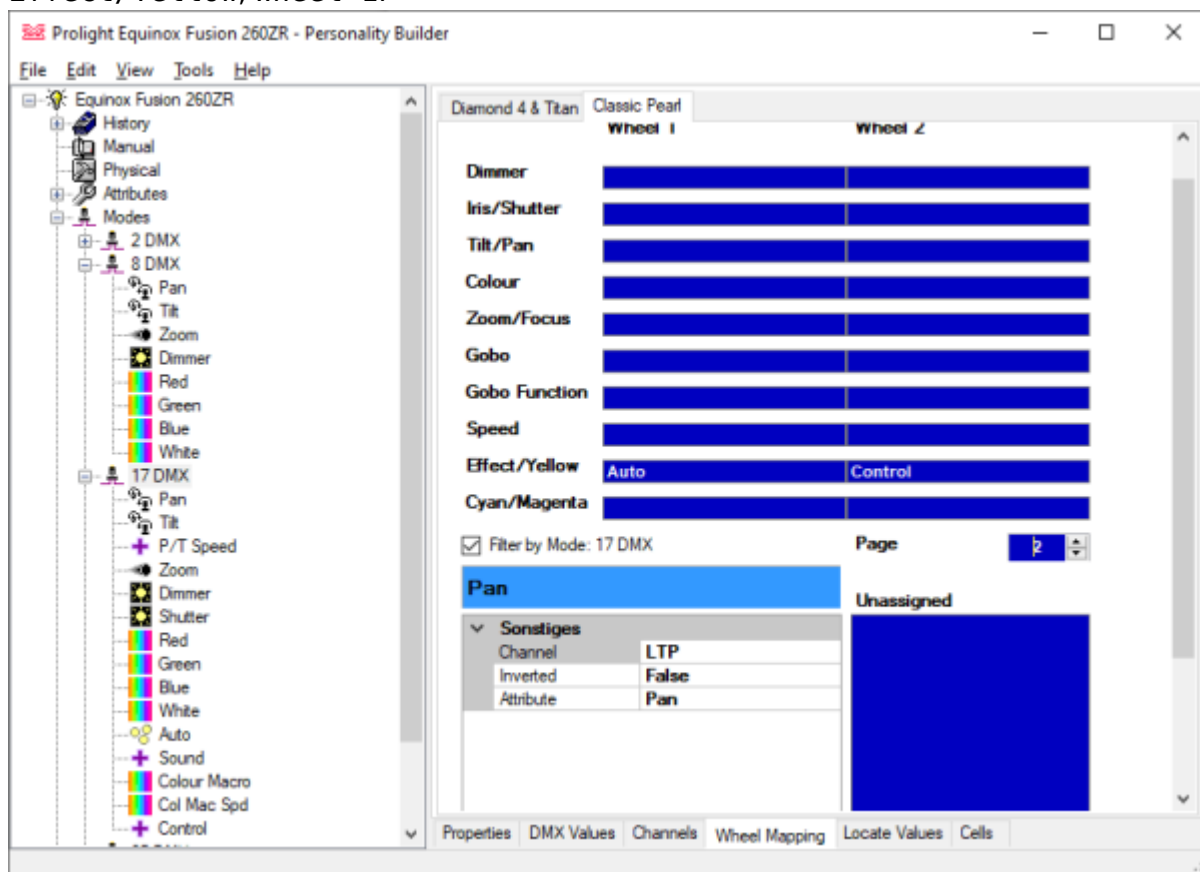 Effect/Yellow, Wheel 2.
Prolight Equinox Fusion 260ZR - Personality Builder
File Edit View Tools Help
Equinox Fusion 260ZR
History
Manual
Physical
Attributes
Modes
2 DMX
8 DMX
Pan
Tilt
Zoom
Dimmer
Red
Green
Blue
White
17 DMX
Pan
Tilt
P/T Speed
Zoom
Dimmer
Shutter
Red
Green
Blue
White
Auto
Sound
Colour Macro
Col Mac Spd
Control
Diamond 4 & Titan Classic Pearl
Wheel 1 Wheel 2
Dimmer
Iris/Shutter
Tilt/Pan
Colour
Zoom/Focus
Gobo
Gobo Function
Speed
Effect/Yellow Auto Control
Cyan/Magenta
Filter by Mode: 17 DMX Page 2
Pan
Unassigned
Sonstiges
Channel LTP
Inverted False
Attribute Pan
Properties DMX Values Channels Wheel Mapping Locate Values Cells